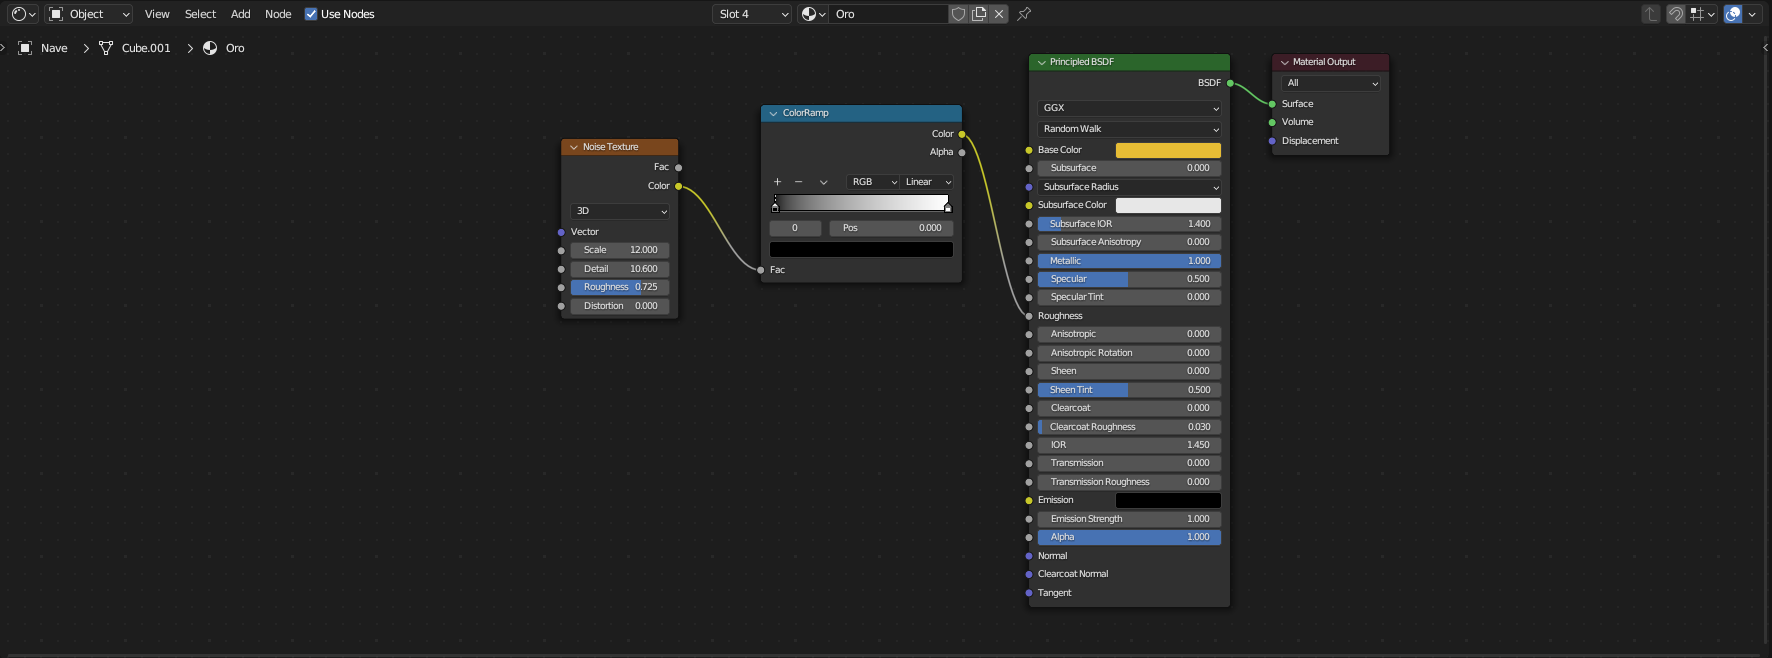 Object View Select Add Node Use Nodes Slot 4 Oro
Nave Cube.001 Oro
Noise Texture
Fac
Color
3D
Vector
Scale 12.000
Detail 10.600
Roughness 0.725
Distortion 0.000
ColorRamp
Color
Alpha
RGB Linear
0 Pos 0.000
Fac
Principled BSDF
BSDF
GGX
Random Walk
Base Color
Subsurface 0.000
Subsurface Radius
Subsurface Color
Subsurface IOR 1.400
Subsurface Anisotropy 0.000
Metallic 1.000
Specular 0.500
Specular Tint 0.000
Roughness
Anisotropic 0.000
Anisotropic Rotation 0.000
Sheen 0.000
Sheen Tint 0.500
Clearcoat 0.000
Clearcoat Roughness 0.030
IOR 1.450
Transmission 0.000
Transmission Roughness 0.000
Emission
Emission Strength 1.000
Alpha 1.000
Normal
Clearcoat Normal
Tangent
Material Output
All
Surface
Volume
Displacement